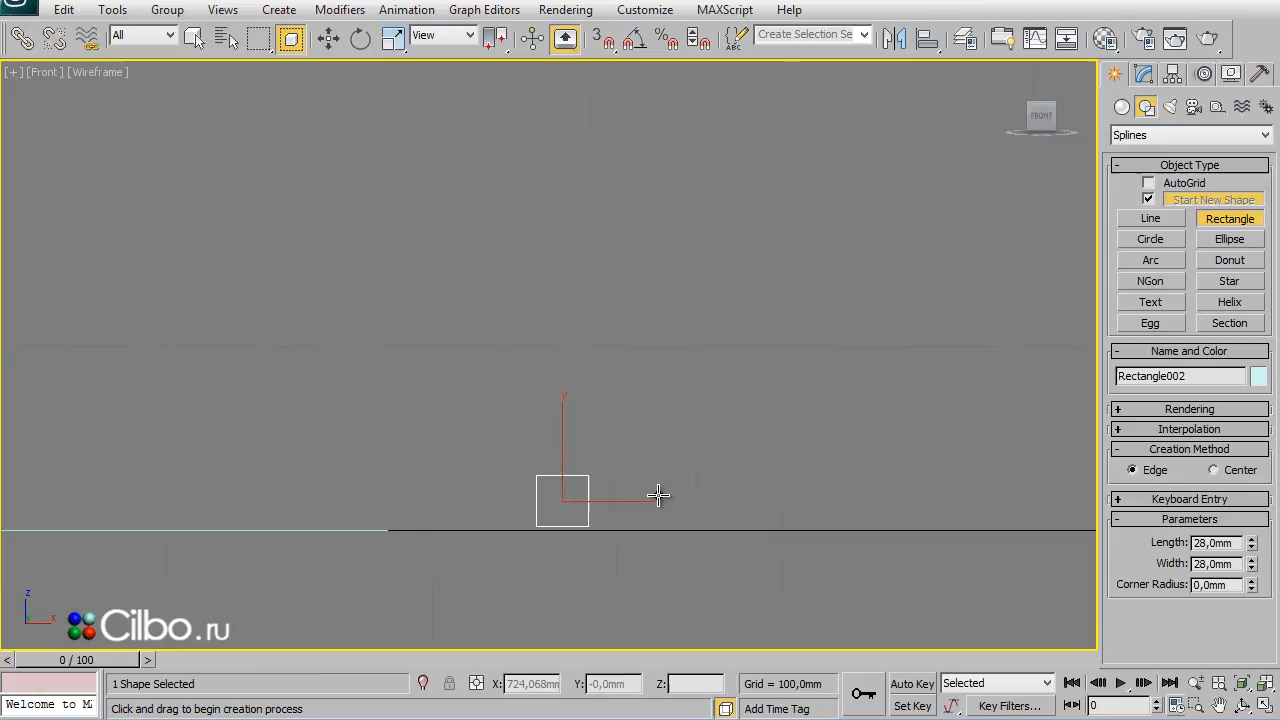 Edit Tools Group Views Create Modifiers Animation Graph Editors Rendering Customize MAXScript Help
All View 3 Create Selection Se
[+] [Front] [Wireframe]
FRONT
Splines
- Object Type
AutoGrid
Start New Shape
Line Rectangle
Circle Ellipse
Arc Donut
NGon Star
Text Helix
Egg Section
- Name and Color
Rectangle002
+ Rendering
+ Interpolation
- Creation Method
Edge Center
+ Keyboard Entry
- Parameters
Length: 28,0mm
Width: 28,0mm
Corner Radius: 0,0mm
y
z
x
Cilbo.ru
< 0 / 100 >
1 Shape Selected X: 724,068mm Y: -0,0mm Z: Grid = 100,0mm Auto Key Selected
Welcome to M Click and drag to begin creation process Add Time Tag Set Key Key Filters... 0